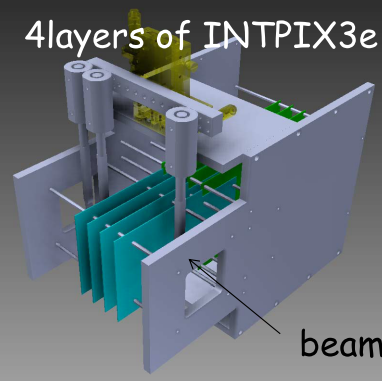 4layers of INTPIX3e
beam